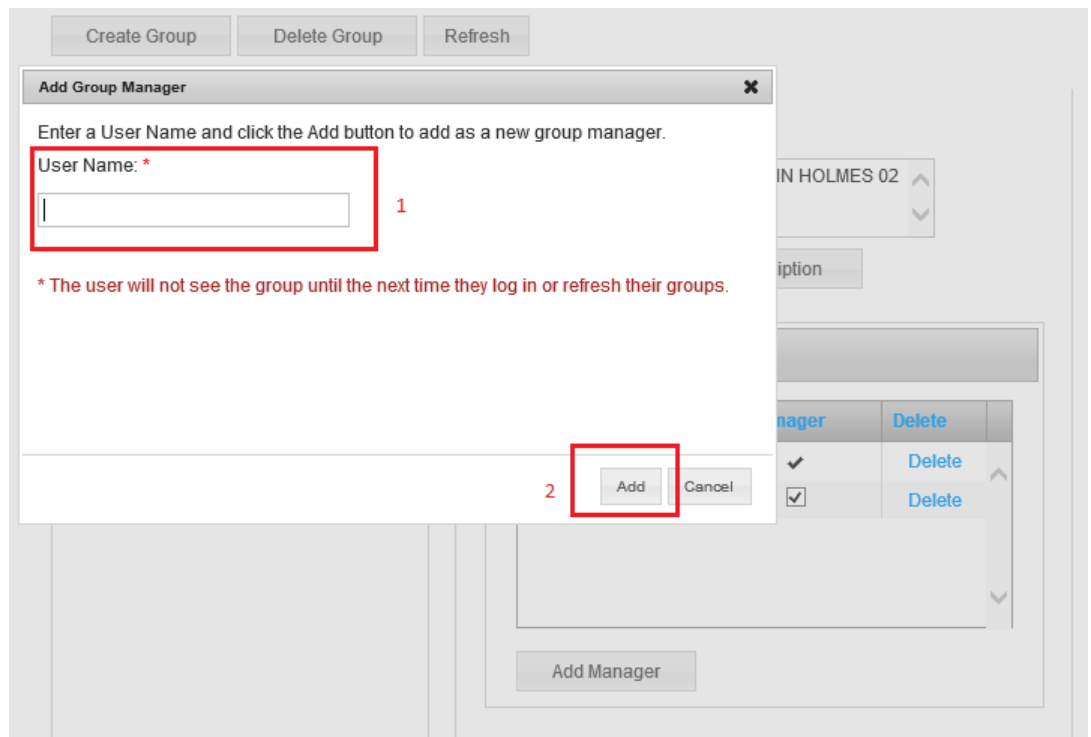 Create Group Delete Group Refresh
Add Group Manager
Enter a User Name and click the Add button to add as a new group manager.
User Name: *
1
* The user will not see the group until the next time they log in or refresh their groups.
2 Add Cancel
IN HOLMES 02
iption
nager Delete
Delete
Delete
Add Manager